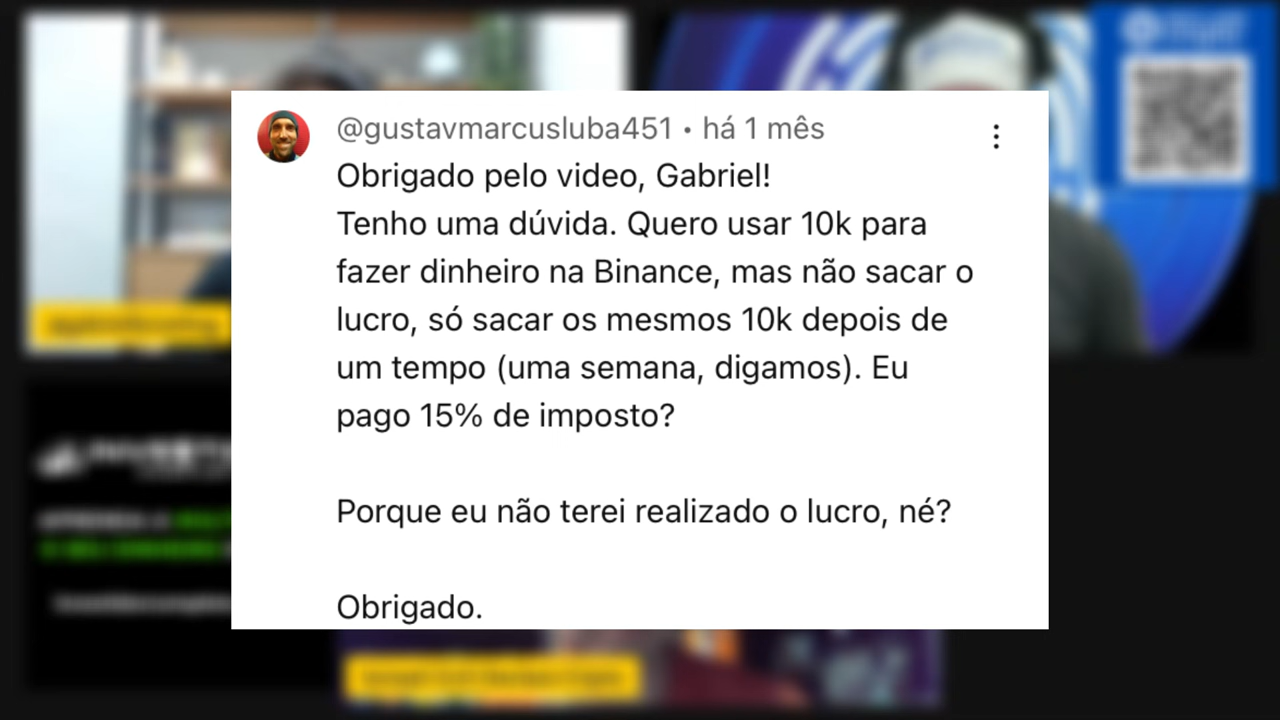 @gustavmarcusluba451 • há 1 mês
Obrigado pelo video, Gabriel!
Tenho uma dúvida. Quero usar 10k para
fazer dinheiro na Binance, mas não sacar o
lucro, só sacar os mesmos 10k depois de
um tempo (uma semana, digamos). Eu
pago 15% de imposto?
Porque eu não terei realizado o lucro, né?
Obrigado.